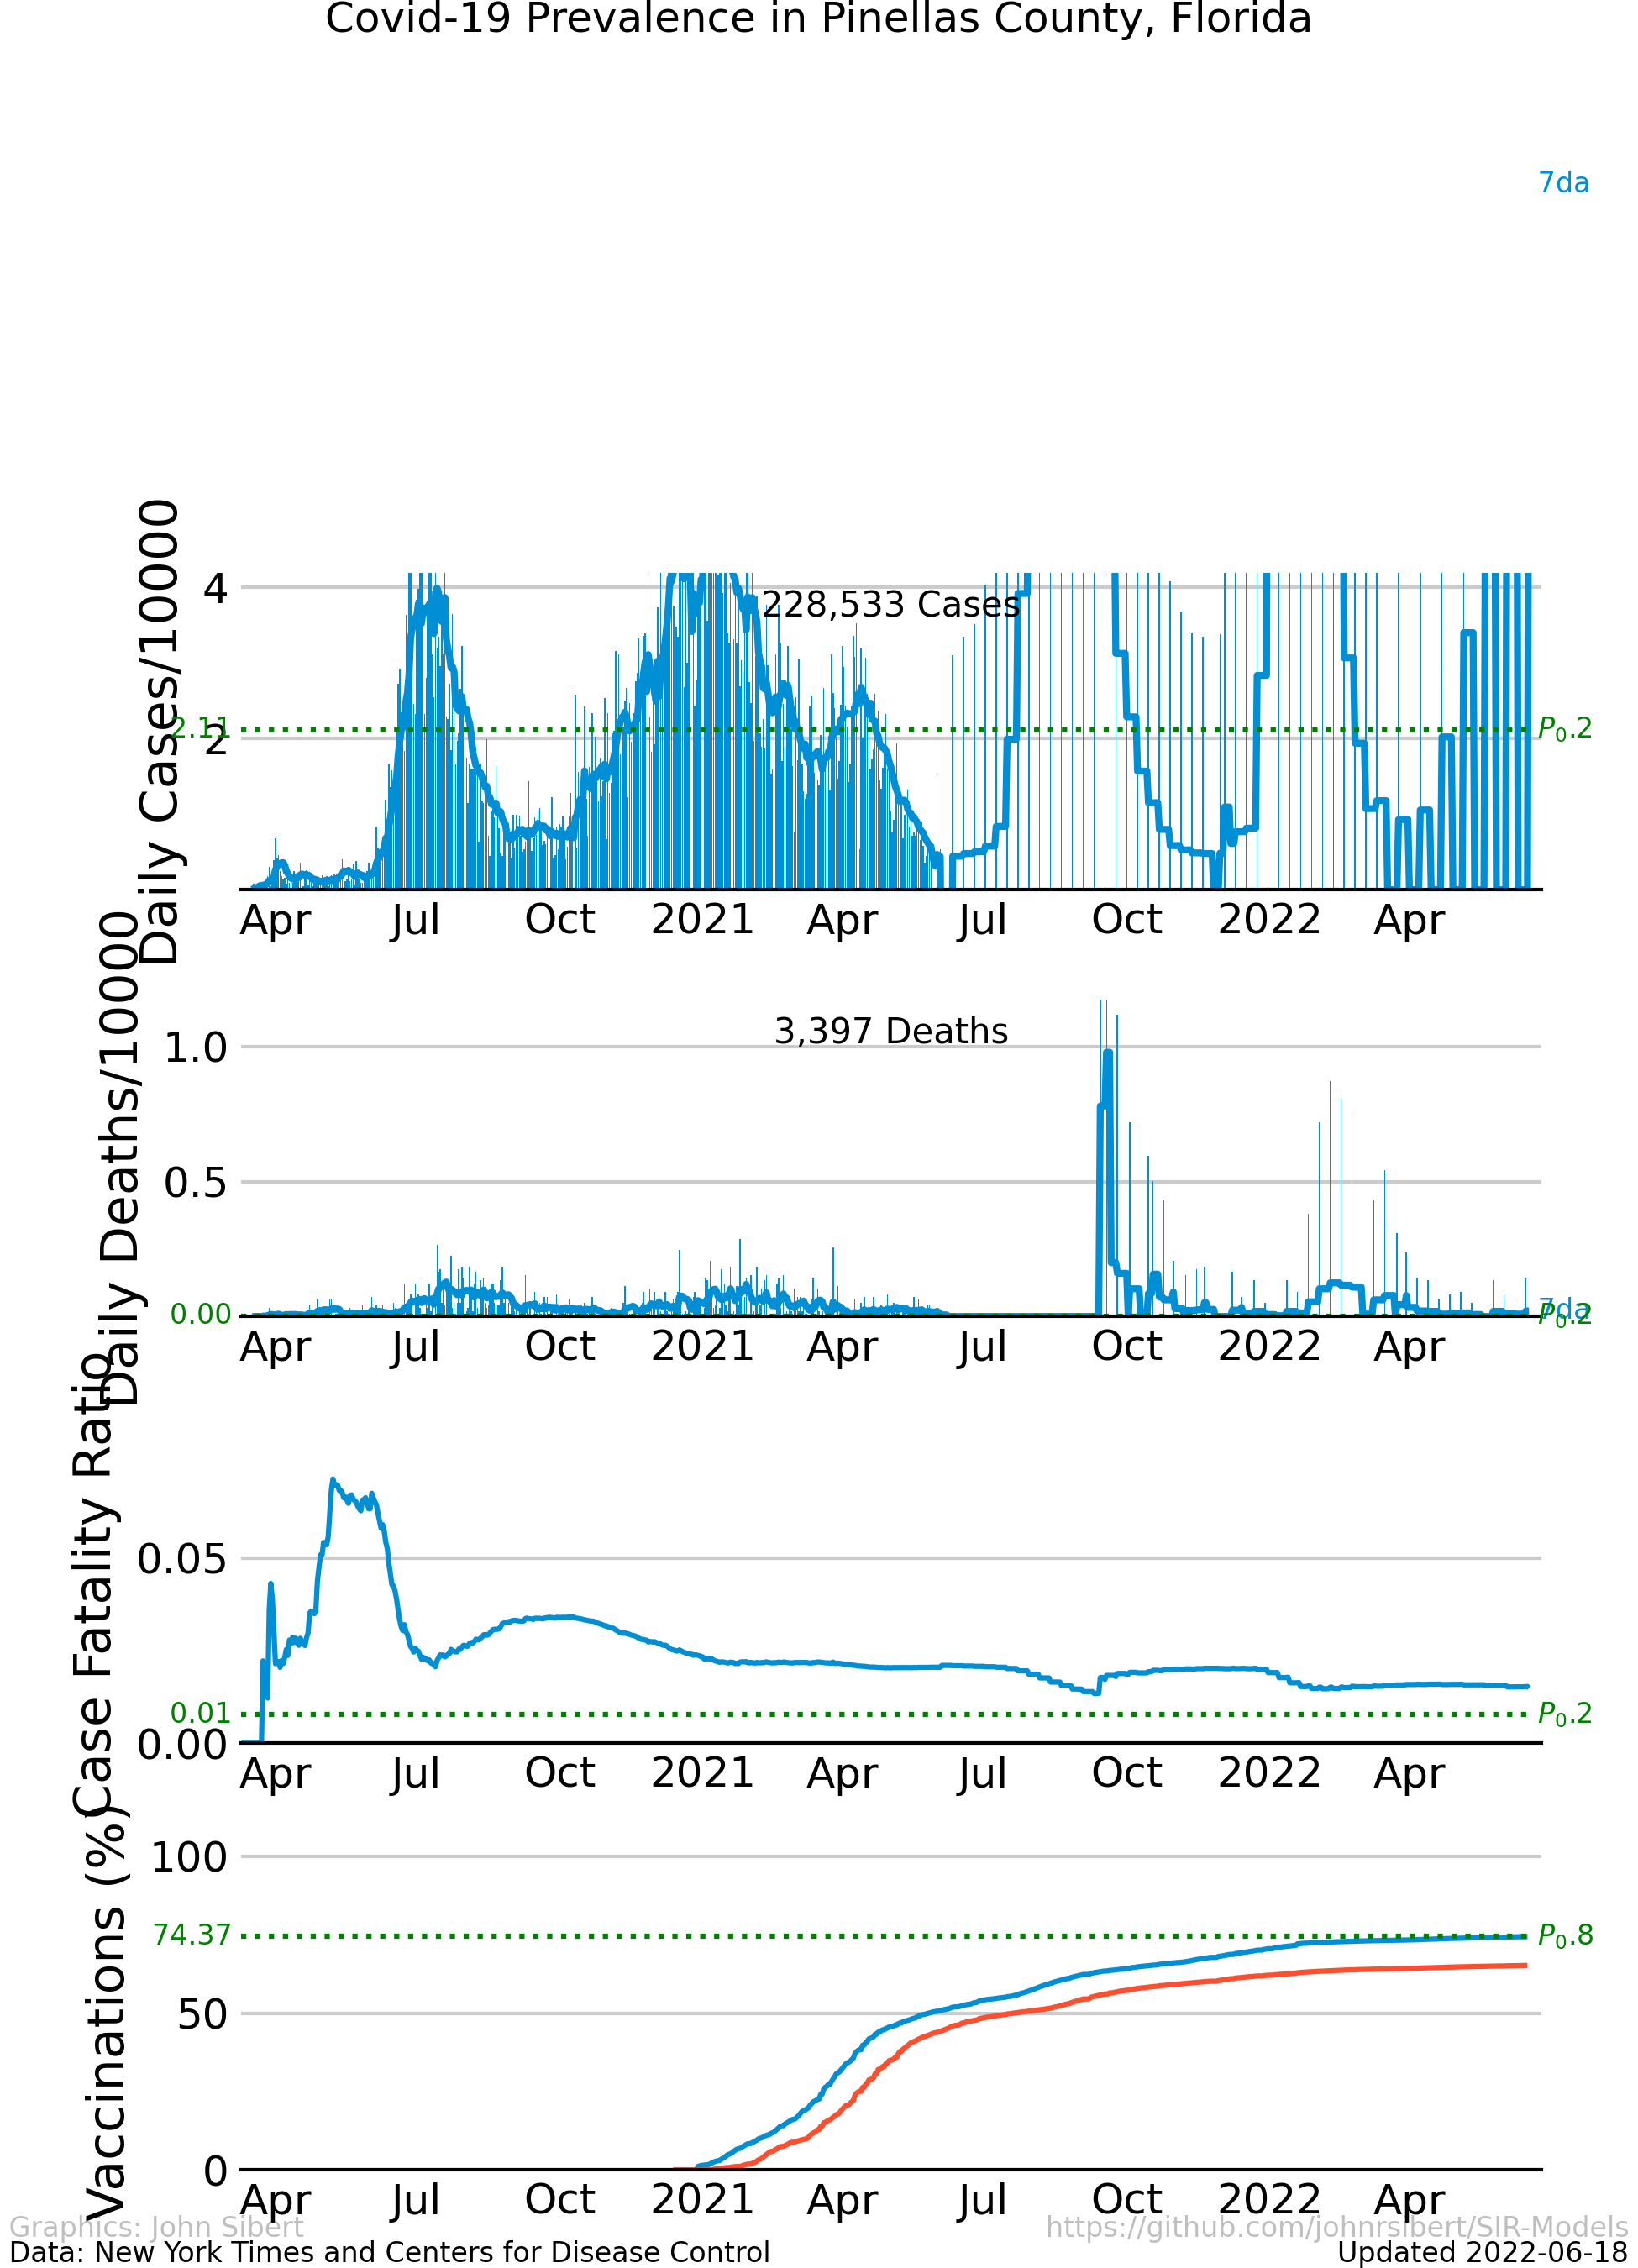 Covid-19 Prevalence in Pinellas County, Florida
7da
Daily Cases/10000
4
2
2.11
228,533 Cases
P₀.2
Apr Jul Oct 2021 Apr Jul Oct 2022 Apr
Daily Deaths/10000
1.0
0.5
0.00
3,397 Deaths
7da
P₀.2
Apr Jul Oct 2021 Apr Jul Oct 2022 Apr
Case Fatality Ratio
0.05
0.01
0.00
P₀.2
Apr Jul Oct 2021 Apr Jul Oct 2022 Apr
Vaccinations (%)
100
74.37
50
0
P₀.8
Apr Jul Oct 2021 Apr Jul Oct 2022 Apr
Graphics: John Sibert
https://github.com/johnrsibert/SIR-Models
Data: New York Times and Centers for Disease Control
Updated 2022-06-18